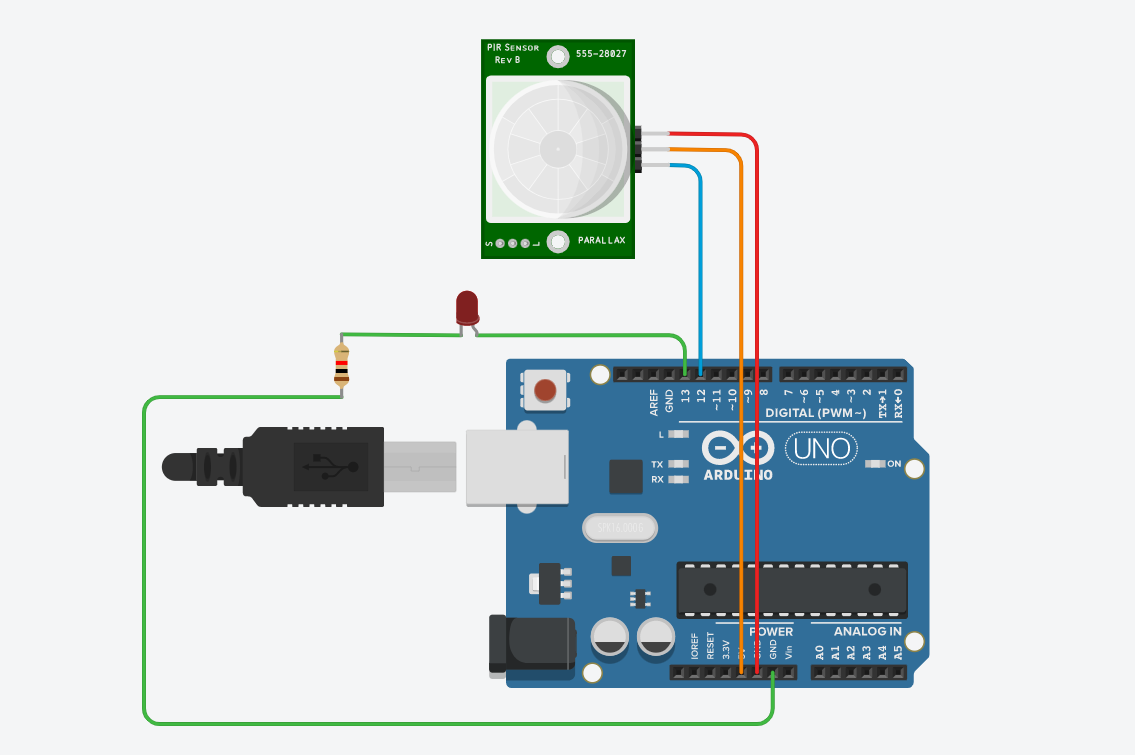 PIR SENSOR
REV B
555-28027
S
L
PARALLAX
AREF
GND
13
12
~11
~10
~9
8
7
~6
~5
4
~3
2
TX→1
RX←0
DIGITAL (PWM~)
L
TX
RX
ARDUINO
UNO
ON
POWER
ANALOG IN
IOREF
RESET
3.3V
5V
GND
GND
Vin
A0
A1
A2
A3
A4
A5